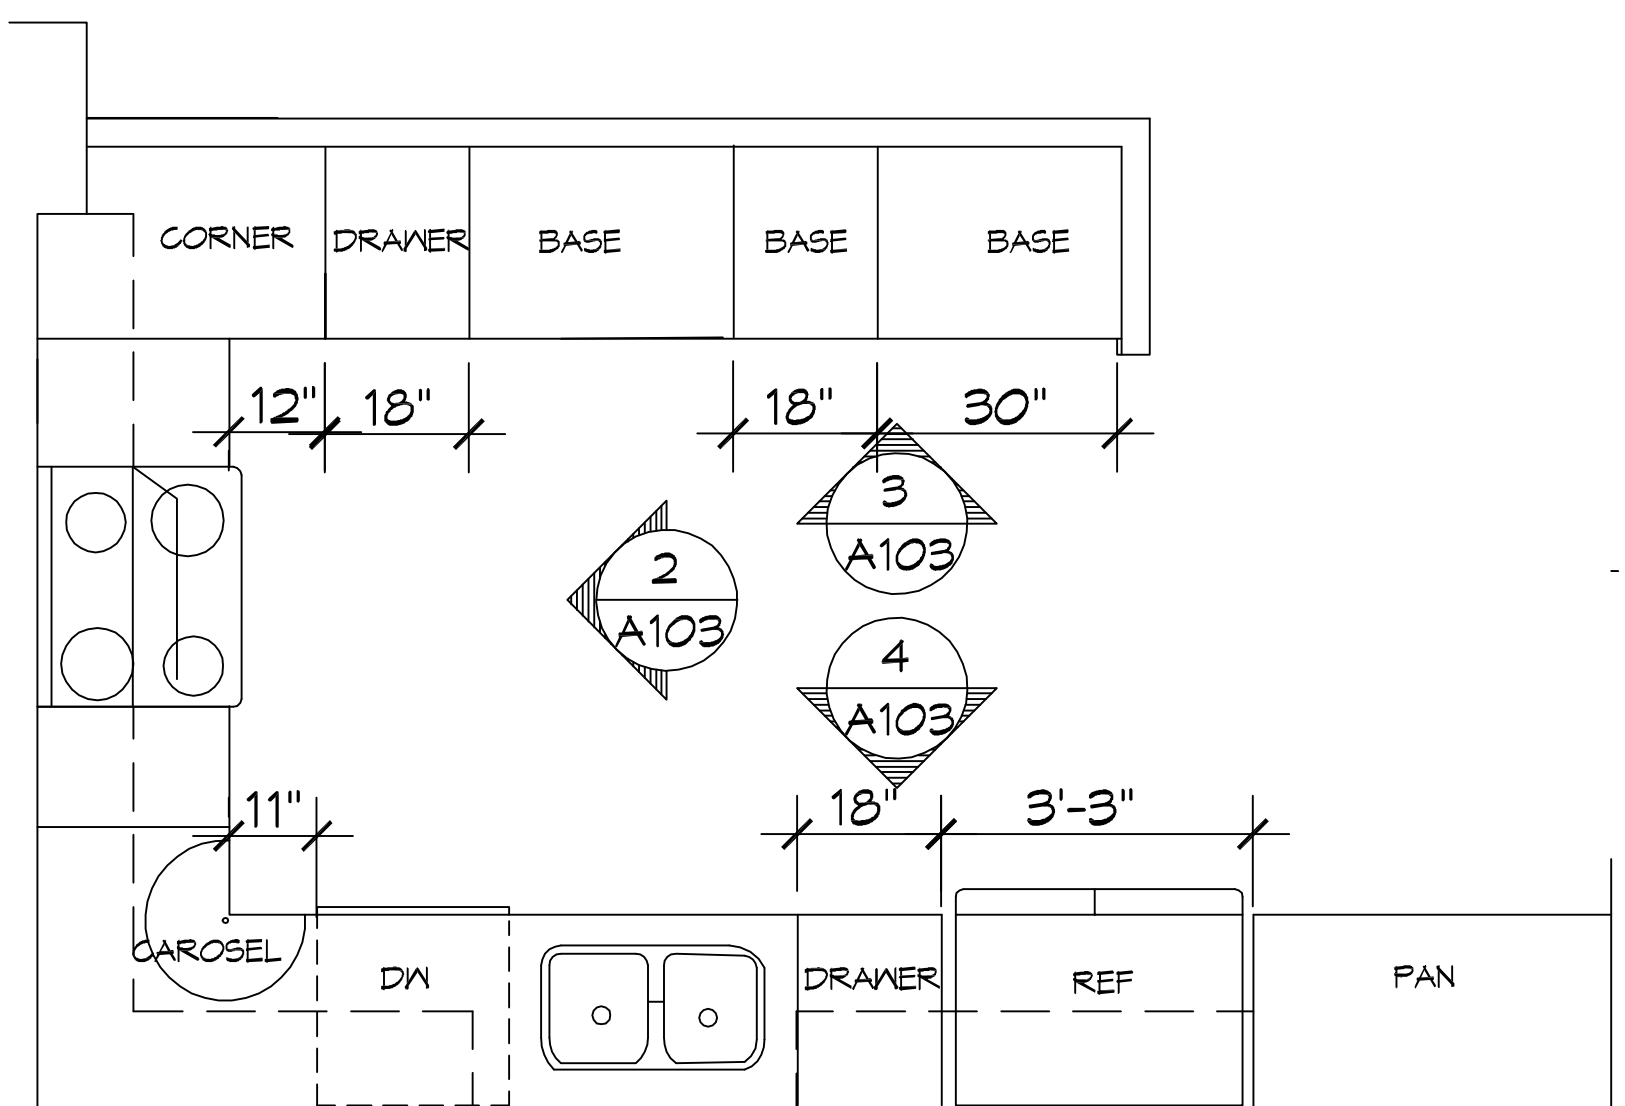 CORNER DRAWER BASE BASE BASE
12" 18" 18" 30"
3
A103
2
A103
4
A103
11" 18" 3'-3"
CAROSEL DW DRAWER REF PAN